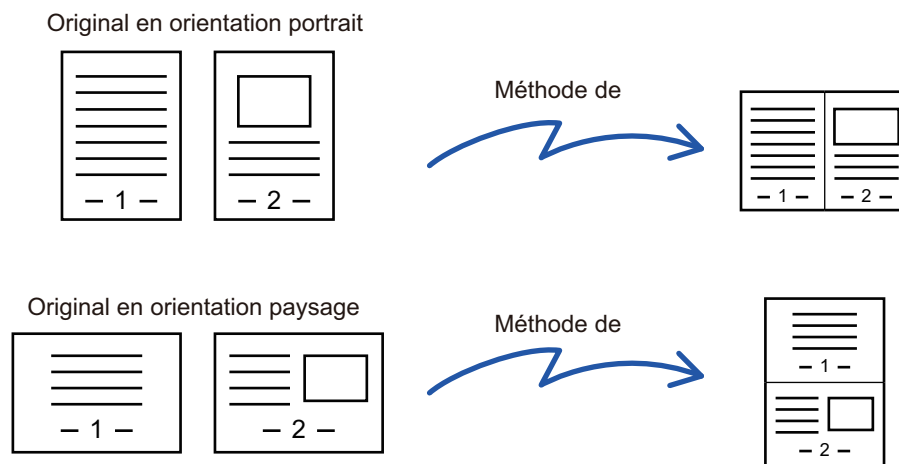 Original en orientation portrait
Méthode de
– 1 –
– 2 –
– 1 –
– 2 –
Original en orientation paysage
Méthode de
– 1 –
– 2 –
– 1 –
– 2 –